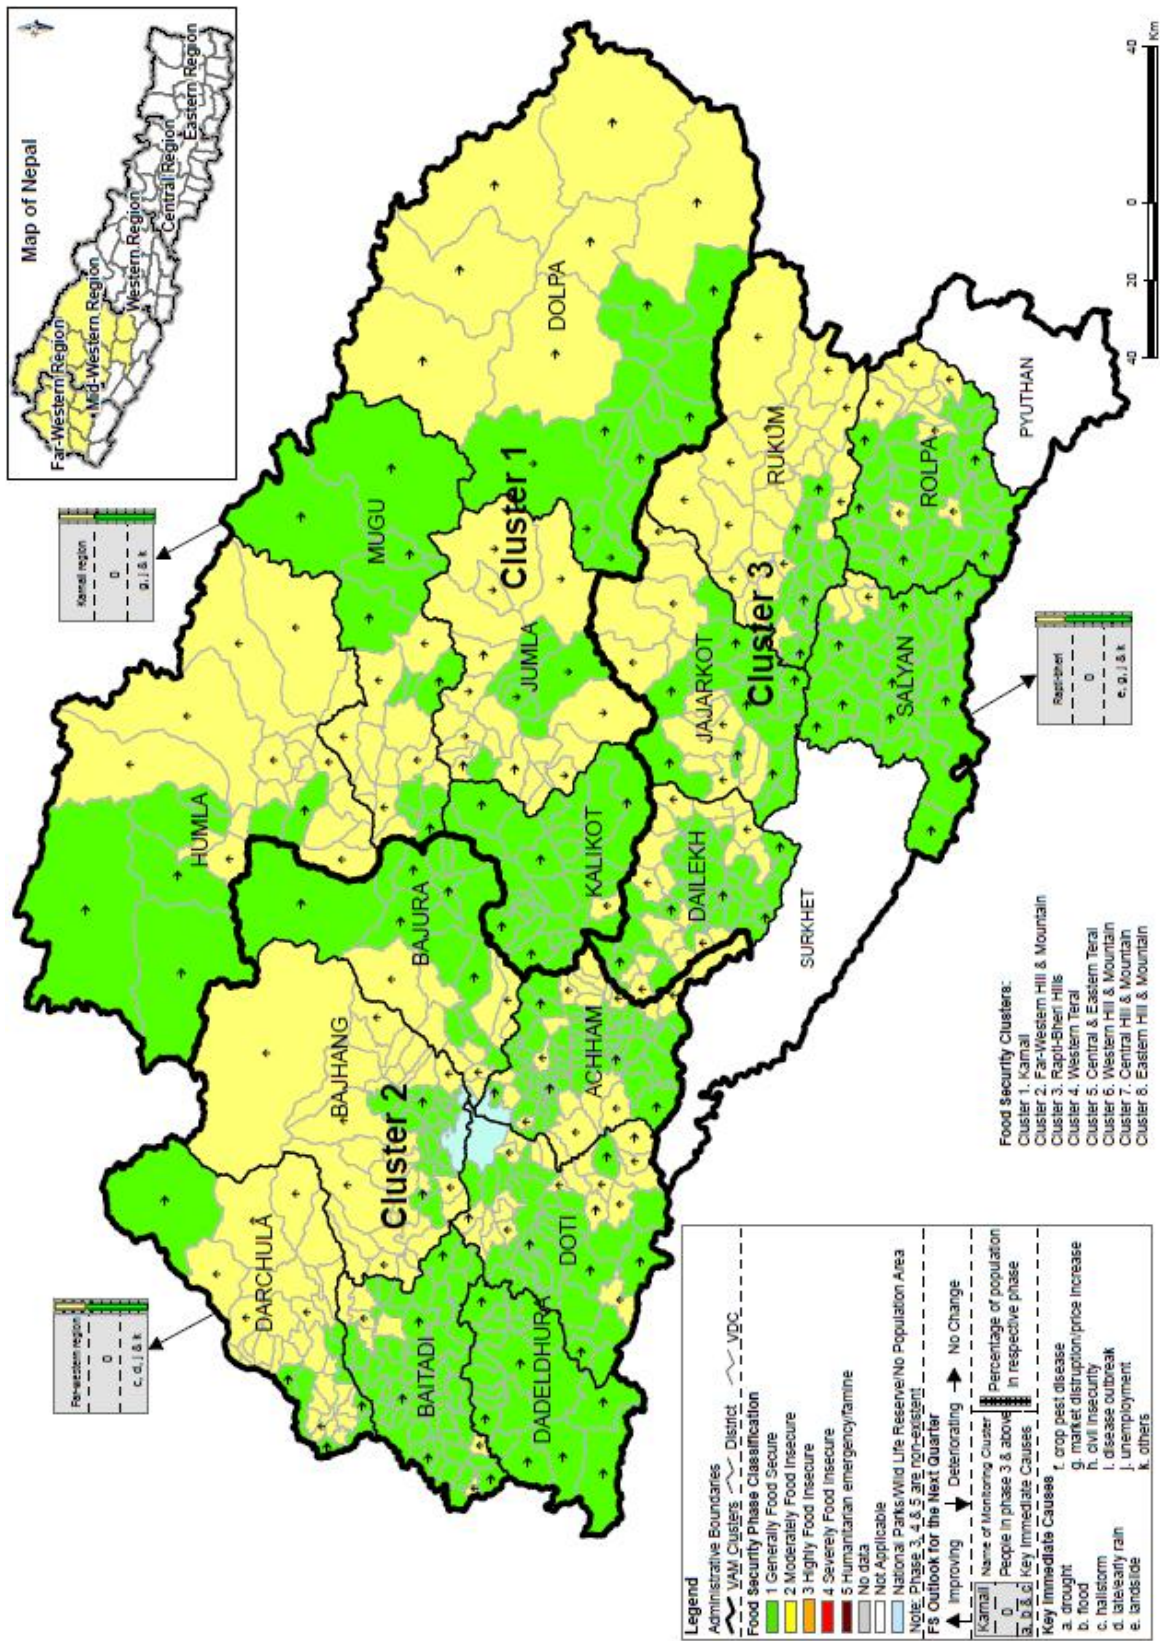 Map of Nepal
Far-Western Region
Mid-Western Region
Western Region
Central Region
Eastern Region
Karnali region
0
g, j & k
Far-western region
0
c, d, j & k
Rapti-bheri
0
e, g, j & k
HUMLA
MUGU
DOLPA
Cluster 1
JUMLA
KALIKOT
BAJURA
BAJHANG
DARCHULA
Cluster 2
BAITADI
DADELDHURA
DOTI
ACHHAM
DAILEKH
JAJARKOT
Cluster 3
RUKUM
ROLPA
SALYAN
PYUTHAN
SURKHET
40 20 0 40
Km
Food Security Clusters:
Cluster 1. Karnali
Cluster 2. Far-Western Hill & Mountain
Cluster 3. Rapti-Bheri Hills
Cluster 4. Western Terai
Cluster 5. Central & Eastern Terai
Cluster 6. Western Hill & Mountain
Cluster 7. Central Hill & Mountain
Cluster 8. Eastern Hill & Mountain
Legend
Administrative Boundaries
VAM Clusters District VDC
Food Security Phase Classification
1 Generally Food Secure
2 Moderately Food Insecure
3 Highly Food Insecure
4 Severely Food Insecure
5 Humanitarian emergency/famine
No data
Not Applicable
National Parks/Wild Life Reserve/No Population Area
Note: Phase 3, 4 & 5 are non-existent
FS Outlook for the Next Quarter
Improving Deteriorating No Change
Karnali Name of Monitoring Cluster Percentage of population
0 People in phase 3 & above in respective phase
a, b & c Key Immediate Causes
Key Immediate Causes
a. drought f. crop pest disease
b. flood g. market distruption/price increase
c. hailstorm h. civil insecurity
d. late/early rain i. disease outbreak
e. landslide j. unemployment
k. others